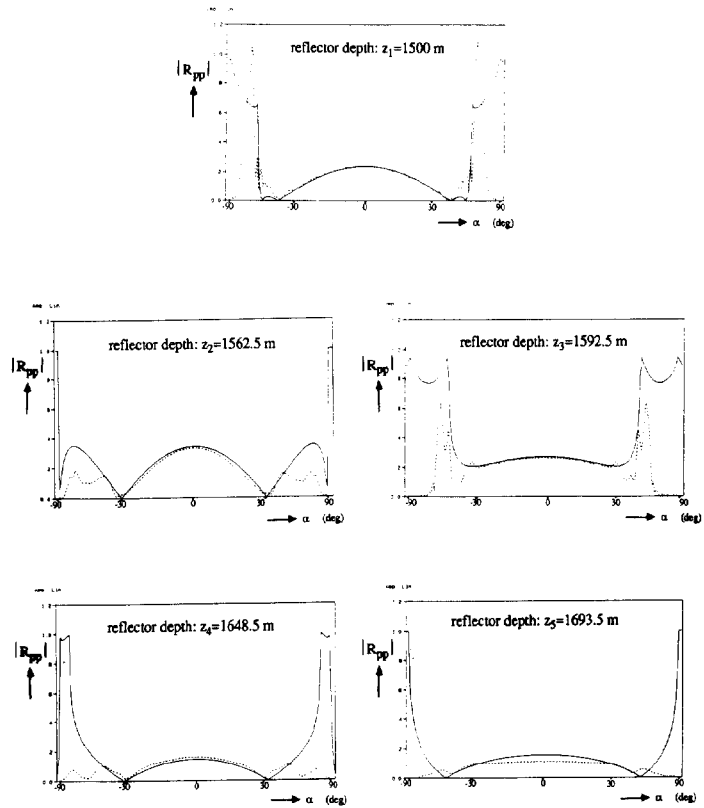 reflector depth: z1=1500 m
|Rpp|
-90 -30 0 30 90
α (deg)
reflector depth: z2=1562.5 m
|Rpp|
-90 -30 0 30 90
α (deg)
reflector depth: z3=1592.5 m
|Rpp|
-90 -30 0 30 90
α (deg)
reflector depth: z4=1648.5 m
|Rpp|
-90 -30 0 30 90
α (deg)
reflector depth: z5=1693.5 m
|Rpp|
-90 -30 0 30 90
α (deg)